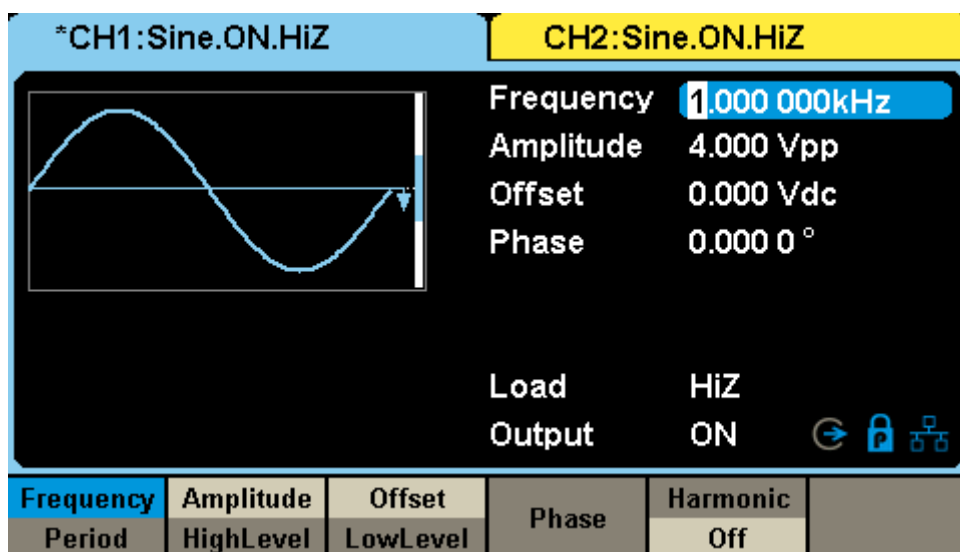 *CH1:Sine.ON.HiZ CH2:Sine.ON.HiZ
Frequency 1.000 000kHz
Amplitude 4.000 Vpp
Offset 0.000 Vdc
Phase 0.000 0 °
Load HiZ
Output ON
Frequency Amplitude Offset Phase Harmonic
Period HighLevel LowLevel Off